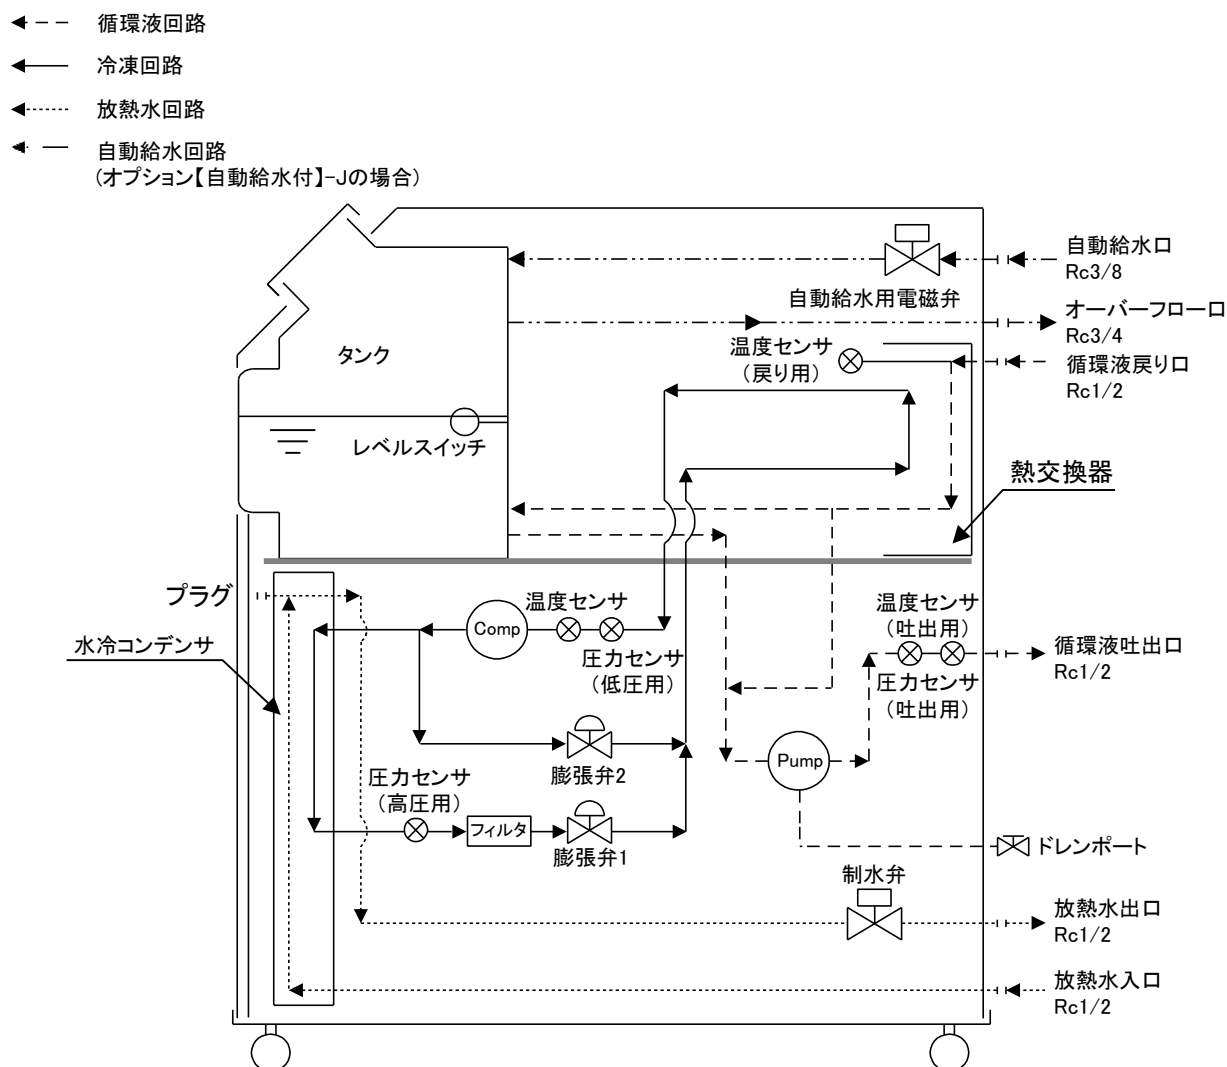 循環液回路
冷凍回路
放熱水回路
自動給水回路
(オプション【自動給水付】-Jの場合)
自動給水口
Rc3/8
自動給水用電磁弁
オーバーフロー口
Rc3/4
温度センサ
(戻り用)
循環液戻り口
Rc1/2
タンク
レベルスイッチ
熱交換器
プラグ
水冷コンデンサ
Comp
温度センサ
圧力センサ
(低圧用)
温度センサ
(吐出用)
圧力センサ
(吐出用)
循環液吐出口
Rc1/2
膨張弁2
Pump
圧力センサ
(高圧用)
フィルタ
膨張弁1
ドレンポート
制水弁
放熱水出口
Rc1/2
放熱水入口
Rc1/2